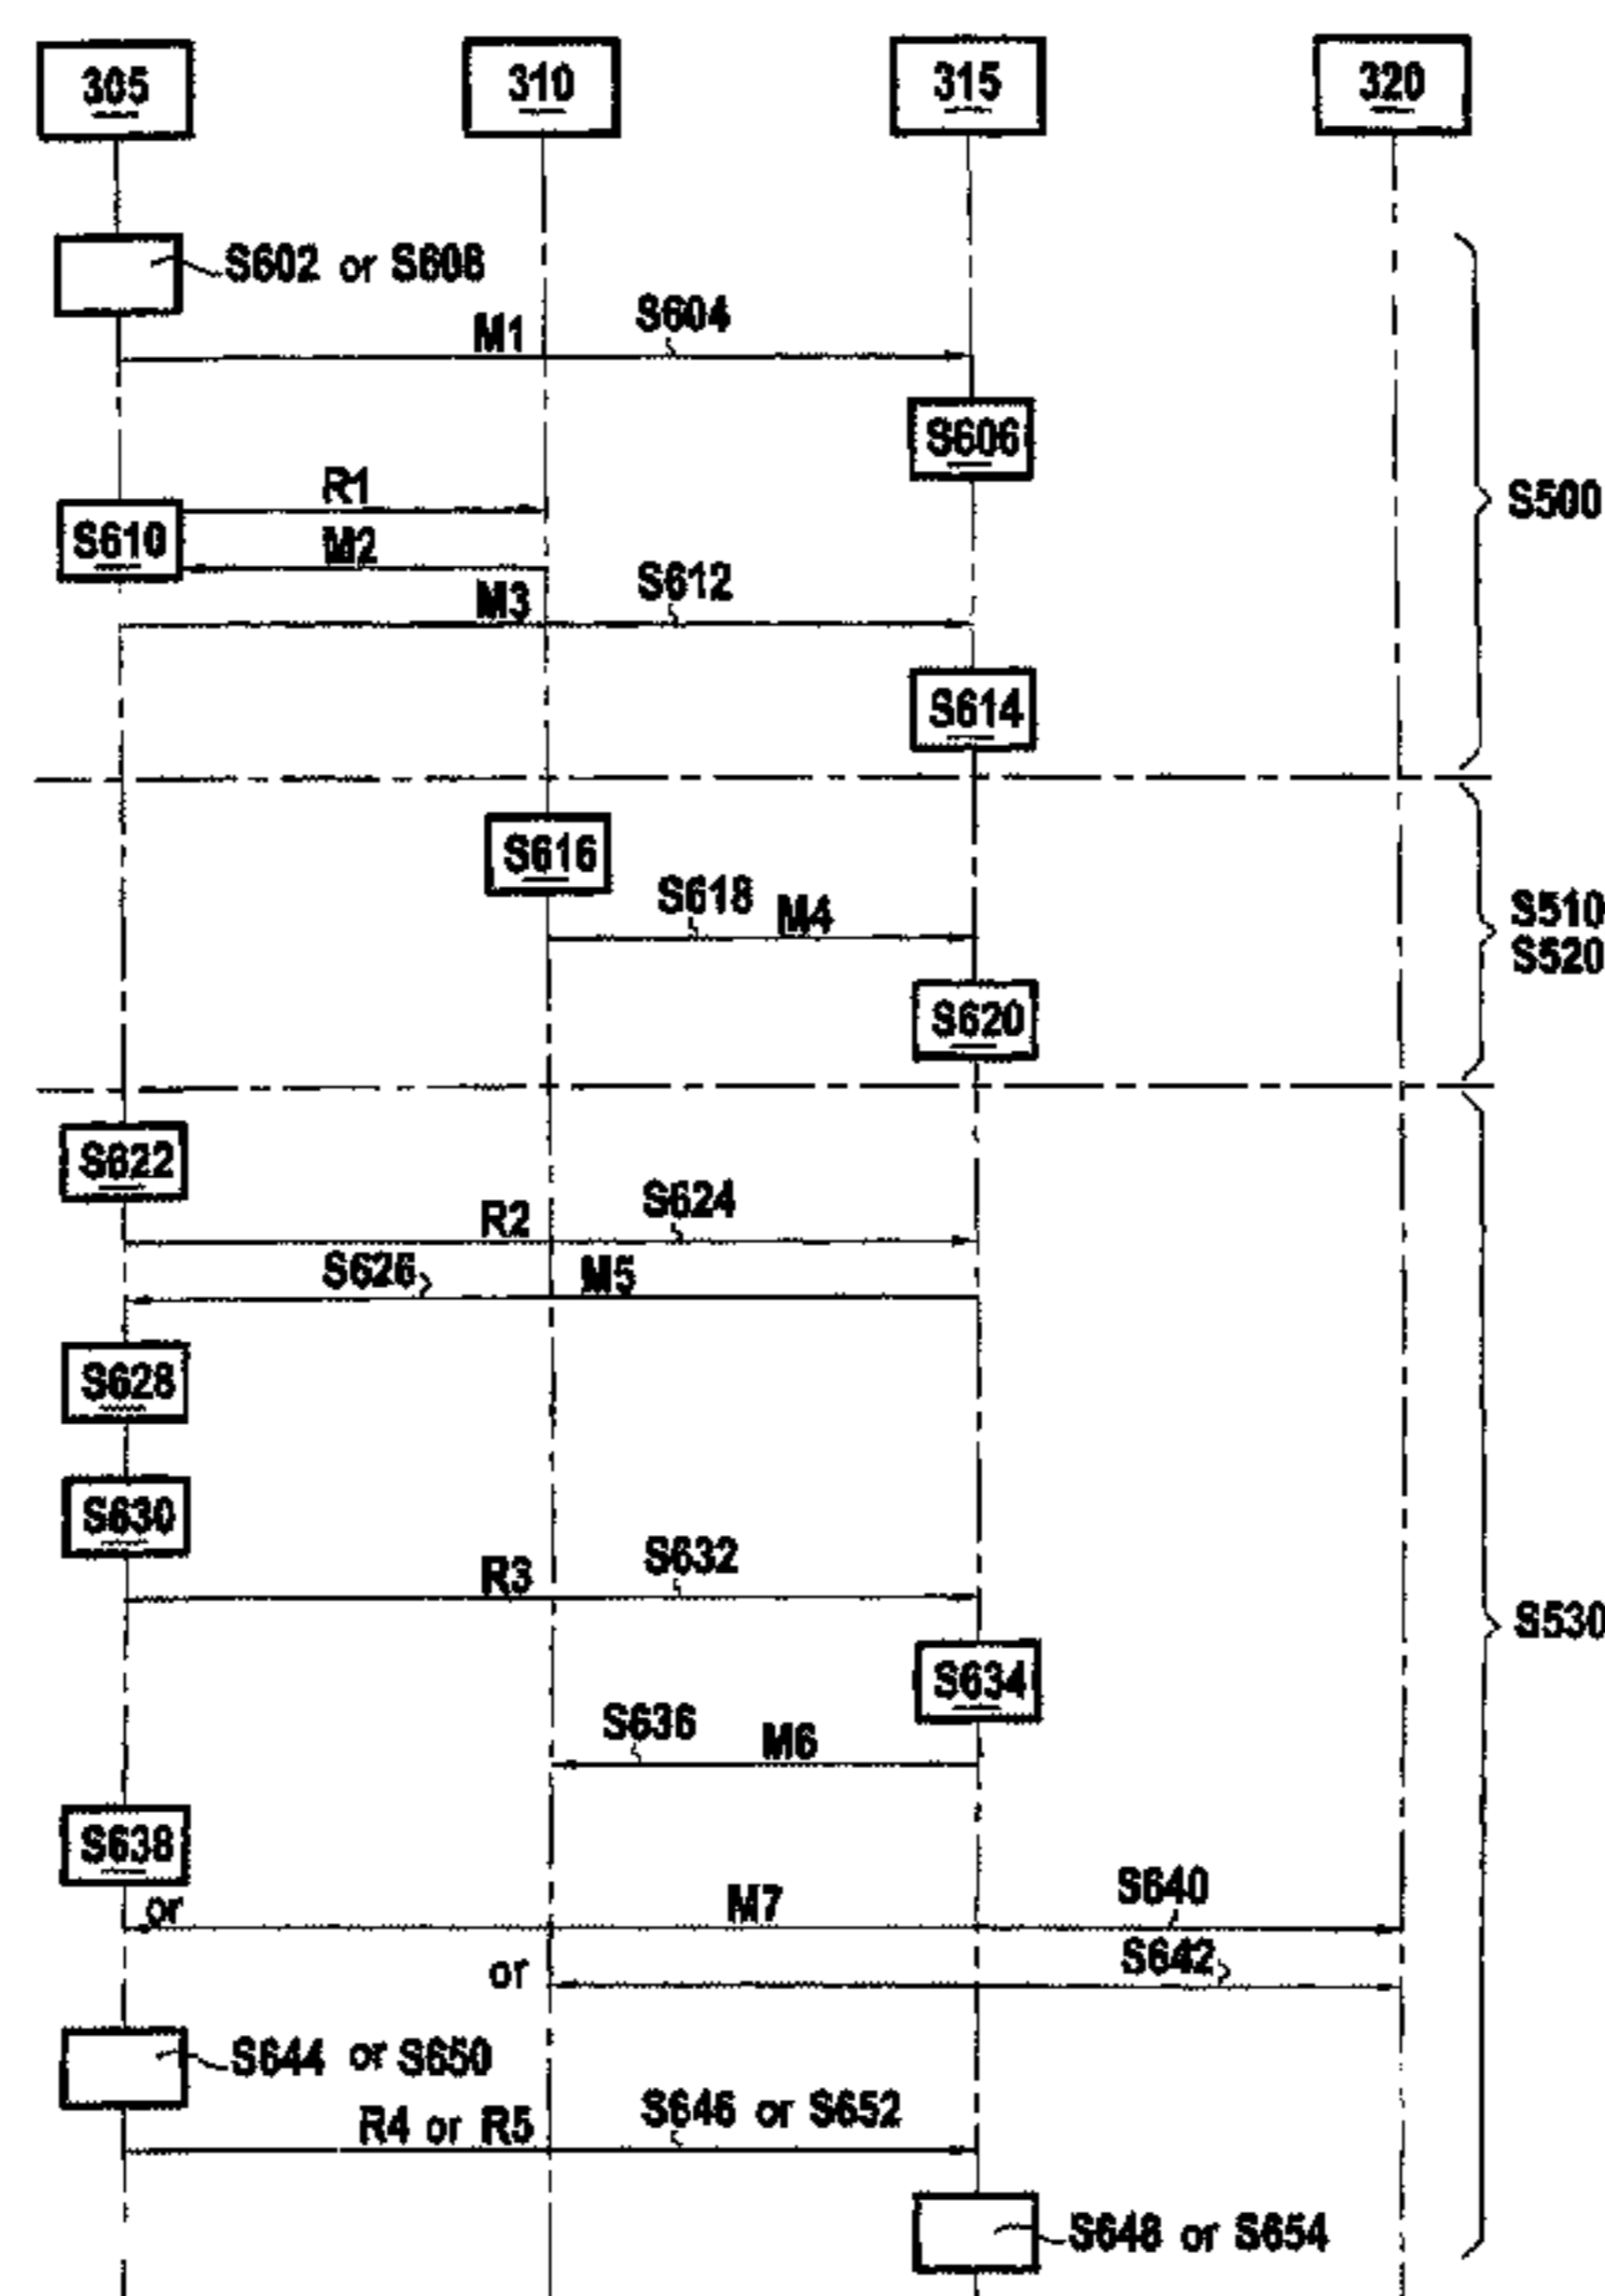 305 310 315 320
S602 or S608
M1 S604
S606
R1
S500
S610
M2
M3 S612
S614
S616
S618 M4
S510
S520
S620
S622
R2 S624
S626 M5
S628
S630
R3 S632
S530
S634
S636 M6
S638
or M7 S640
or S642
S644 or S650
R4 or R5 S646 or S652
S648 or S654